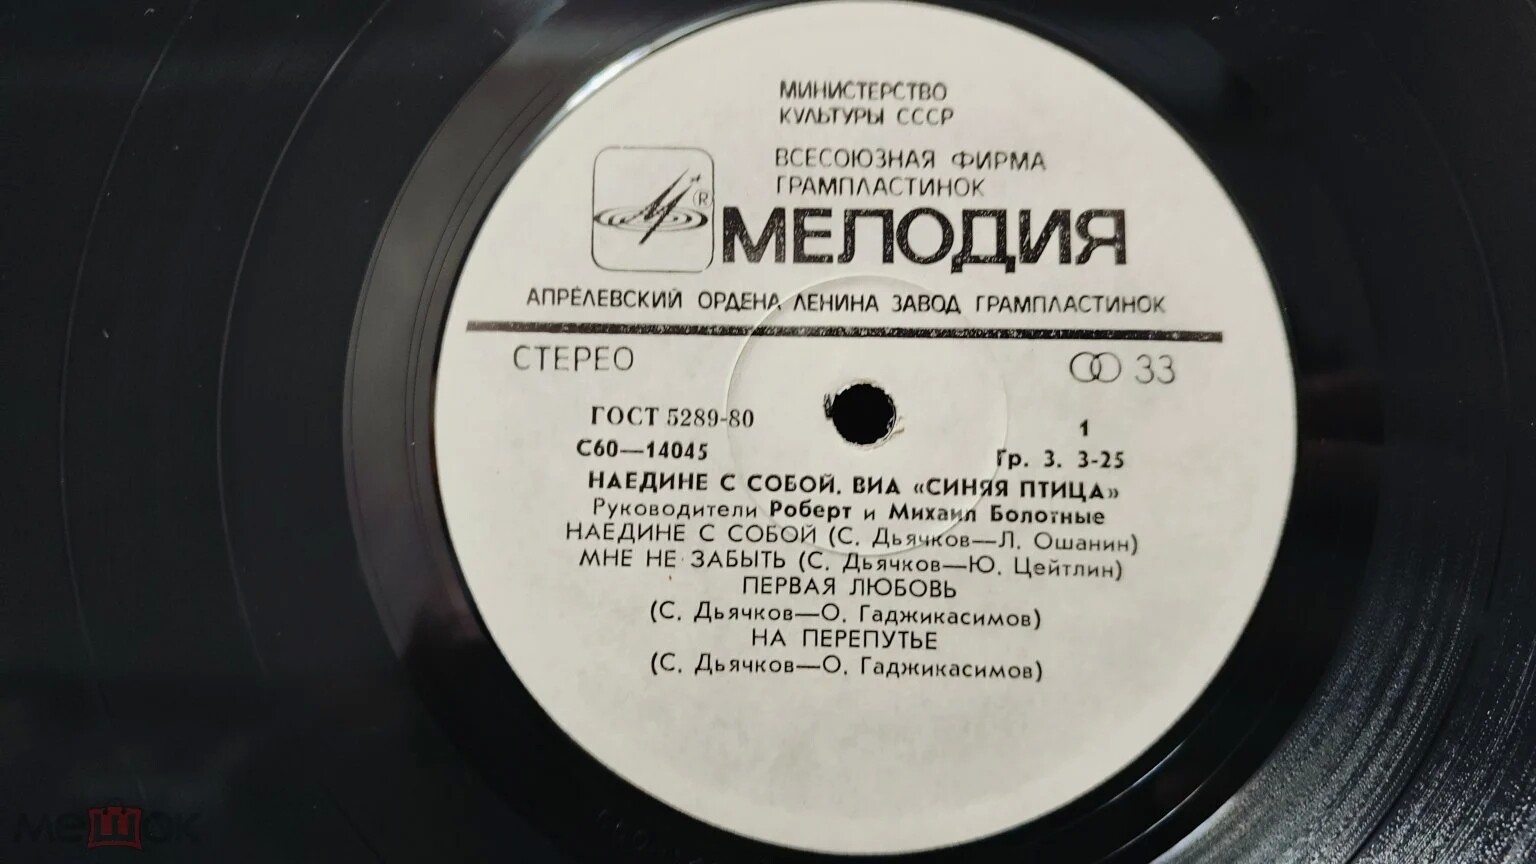 МИНИСТЕРСТВО
КУЛЬТУРЫ СССР
ВСЕСОЮЗНАЯ ФИРМА
ГРАМПЛАСТИНОК
® МЕЛОДИЯ
АПРЕЛЕВСКИЙ ОРДЕНА ЛЕНИНА ЗАВОД ГРАМПЛАСТИНОК
СТЕРЕО 33
ГОСТ 5289-80 1
С60—14045 Гр. 3. 3-25
НАЕДИНЕ С СОБОЙ. ВИА «СИНЯЯ ПТИЦА»
Руководители Роберт и Михаил Болотные
НАЕДИНЕ С СОБОЙ (С. Дьячков—Л. Ошанин)
МНЕ НЕ ЗАБЫТЬ (С. Дьячков—Ю. Цейтлин)
ПЕРВАЯ ЛЮБОВЬ
(С. Дьячков—О. Гаджикасимов)
НА ПЕРЕПУТЬЕ
(С. Дьячков—О. Гаджикасимов)
мешок